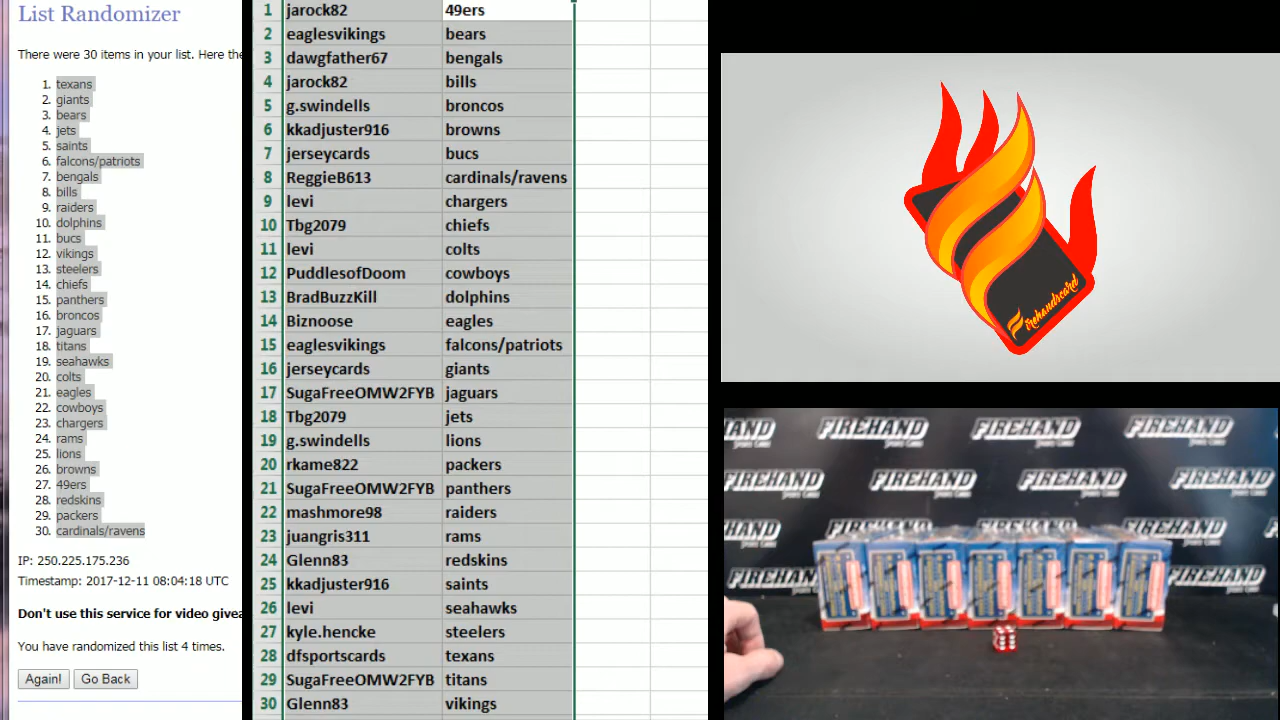 List Randomizer
There were 30 items in your list. Here the
1. texans
2. giants
3. bears
4. jets
5. saints
6. falcons/patriots
7. bengals
8. bills
9. raiders
10. dolphins
11. bucs
12. vikings
13. steelers
14. chiefs
15. panthers
16. broncos
17. jaguars
18. titans
19. seahawks
20. colts
21. eagles
22. cowboys
23. chargers
24. rams
25. lions
26. browns
27. 49ers
28. redskins
29. packers
30. cardinals/ravens
IP: 250.225.175.236
Timestamp: 2017-12-11 08:04:18 UTC
Don't use this service for video givea
You have randomized this list 4 times.
Again! Go Back
1 jarock82 49ers
2 eaglesvikings bears
3 dawgfather67 bengals
4 jarock82 bills
5 g.swindells broncos
6 kkadjuster916 browns
7 jerseycards bucs
8 ReggieB613 cardinals/ravens
9 levi chargers
10 Tbg2079 chiefs
11 levi colts
12 PuddlesofDoom cowboys
13 BradBuzzKill dolphins
14 Biznoose eagles
15 eaglesvikings falcons/patriots
16 jerseycards giants
17 SugaFreeOMW2FYB jaguars
18 Tbg2079 jets
19 g.swindells lions
20 rkame822 packers
21 SugaFreeOMW2FYB panthers
22 mashmore98 raiders
23 juangris311 rams
24 Glenn83 redskins
25 kkadjuster916 saints
26 levi seahawks
27 kyle.hencke steelers
28 dfsportscards texans
29 SugaFreeOMW2FYB titans
30 Glenn83 vikings
Firehandscard
HAND FIREHAND FIREHAND FIREHAND
FIREHAND FIREHAND FIREHAND FIREHAND